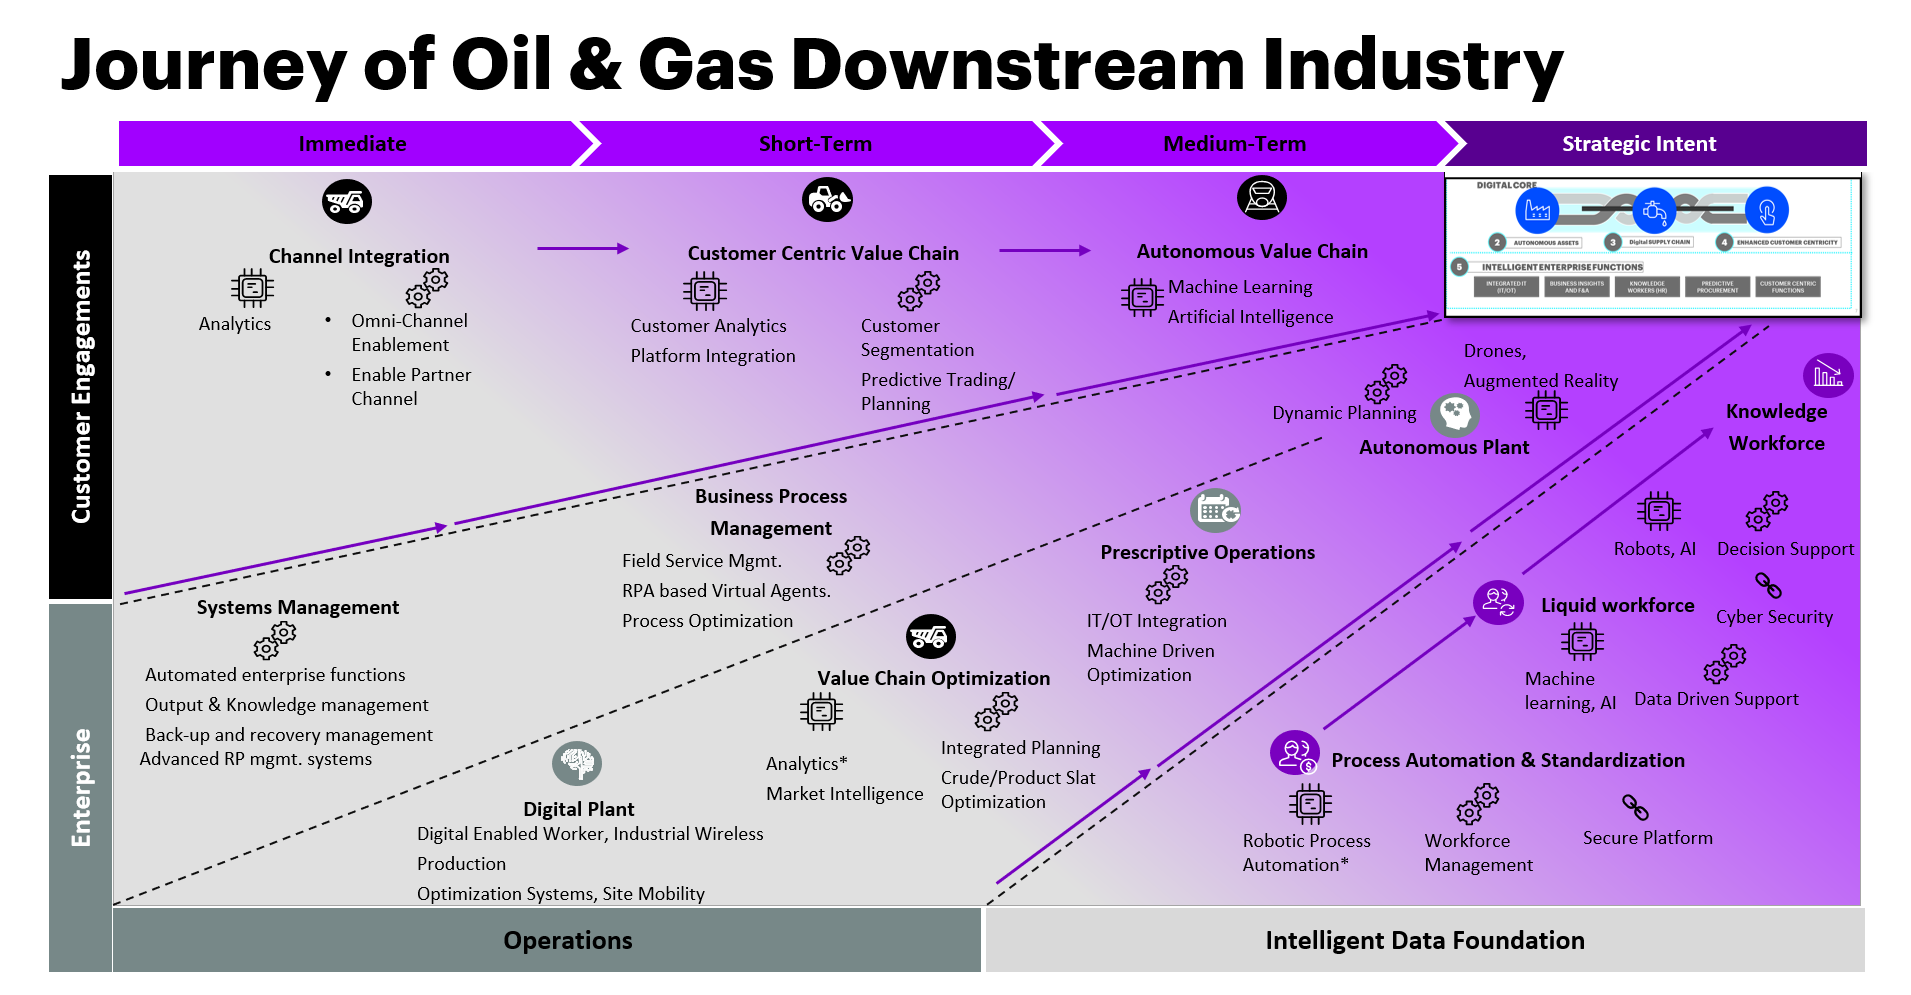 Journey of Oil & Gas Downstream Industry
Immediate
Short-Term
Medium-Term
Strategic Intent
Customer Engagements
Enterprise
Channel Integration
Analytics
• Omni-Channel
Enablement
• Enable Partner
Channel
Customer Centric Value Chain
Customer Analytics
Platform Integration
Customer
Segmentation
Predictive Trading/
Planning
Autonomous Value Chain
Machine Learning
Artificial Intelligence
DIGITAL CORE
2 AUTONOMOUS ASSETS
3 Digital SUPPLY CHAIN
4 ENHANCED CUSTOMER CENTRICITY
5 INTELLIGENT ENTERPRISE FUNCTIONS
INTEGRATED IT
(IT/OT)
BUSINESS INSIGHTS
AND F&A
KNOWLEDGE
WORKERS (HR)
PREDICTIVE
PROCUREMENT
CUSTOMER CENTRIC
FUNCTIONS
Drones,
Augmented Reality
Dynamic Planning
Autonomous Plant
Knowledge
Workforce
Robots, AI
Decision Support
Cyber Security
Business Process
Management
Field Service Mgmt.
RPA based Virtual Agents.
Process Optimization
Prescriptive Operations
IT/OT Integration
Machine Driven
Optimization
Liquid workforce
Machine
learning, AI
Data Driven Support
Systems Management
Automated enterprise functions
Output & Knowledge management
Back-up and recovery management
Advanced RP mgmt. systems
Value Chain Optimization
Analytics*
Market Intelligence
Integrated Planning
Crude/Product Slat
Optimization
Process Automation & Standardization
Robotic Process
Automation*
Workforce
Management
Secure Platform
Digital Plant
Digital Enabled Worker, Industrial Wireless
Production
Optimization Systems, Site Mobility
Operations
Intelligent Data Foundation